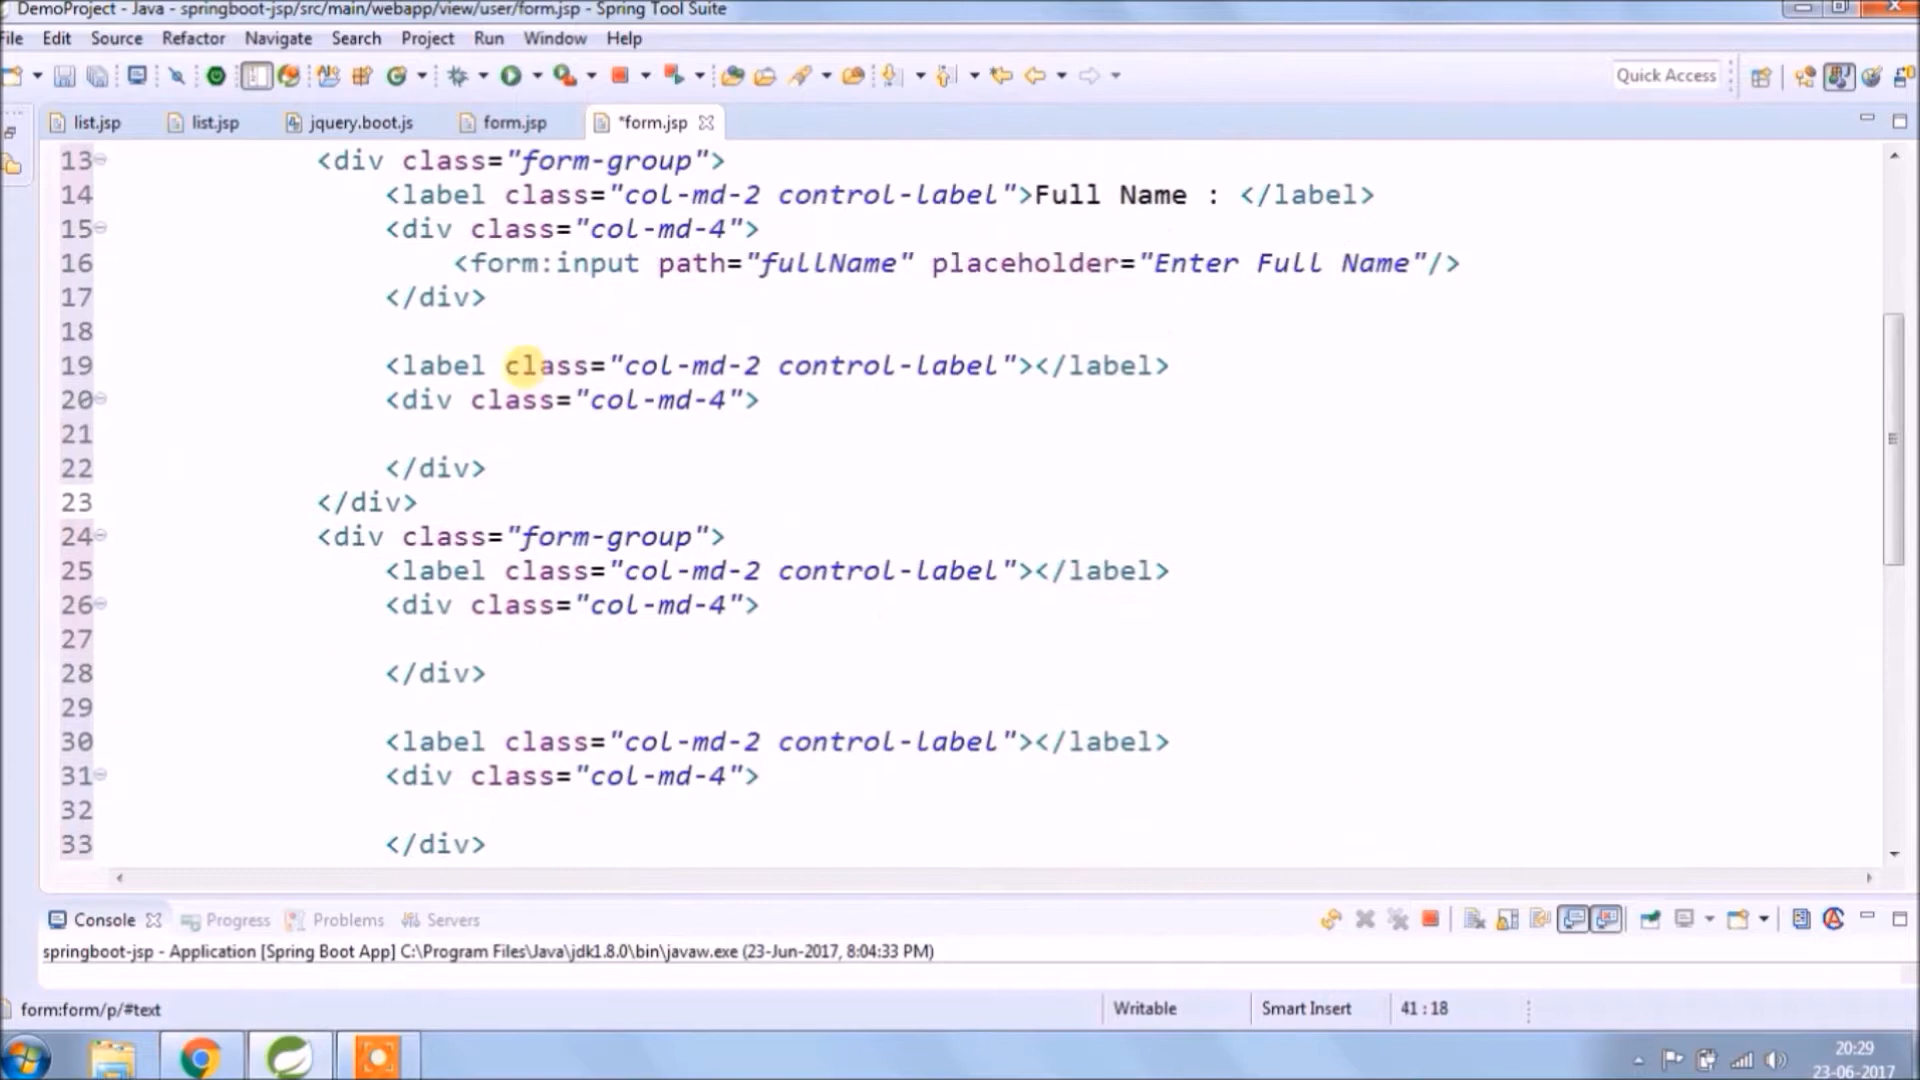 DemoProject - Java - springboot-jsp/src/main/webapp/view/user/form.jsp - Spring Tool Suite
File Edit Source Refactor Navigate Search Project Run Window Help
Quick Access
list.jsp list.jsp jquery.boot.js form.jsp *form.jsp
13 <div class="form-group">
14 <label class="col-md-2 control-label">Full Name : </label>
15 <div class="col-md-4">
16 <form:input path="fullName" placeholder="Enter Full Name"/>
17 </div>
18
19 <label class="col-md-2 control-label"></label>
20 <div class="col-md-4">
21
22 </div>
23 </div>
24 <div class="form-group">
25 <label class="col-md-2 control-label"></label>
26 <div class="col-md-4">
27
28 </div>
29
30 <label class="col-md-2 control-label"></label>
31 <div class="col-md-4">
32
33 </div>
Console Progress Problems Servers
springboot-jsp - Application [Spring Boot App] C:\Program Files\Java\jdk1.8.0\bin\javaw.exe (23-Jun-2017, 8:04:33 PM)
form:form/p/#text Writable Smart Insert 41 : 18
20:29
23-06-2017